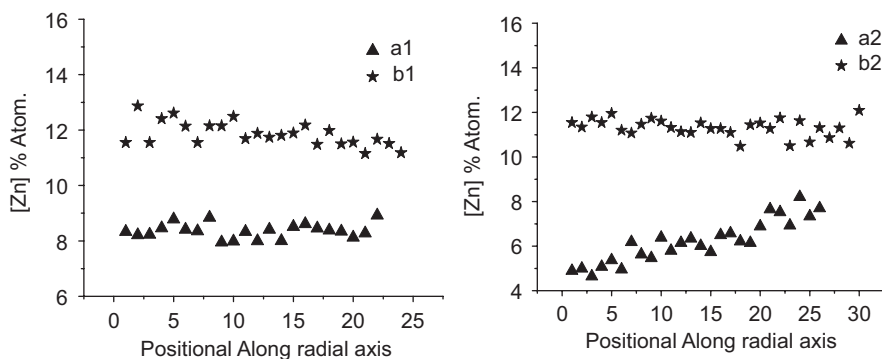 16
14
12
10
8
6
[Zn] % Atom.
a1
b1
0 5 10 15 20 25
Positional Along radial axis
16
14
12
10
8
6
4
[Zn] % Atom.
a2
b2
0 5 10 15 20 25 30
Positional Along radial axis